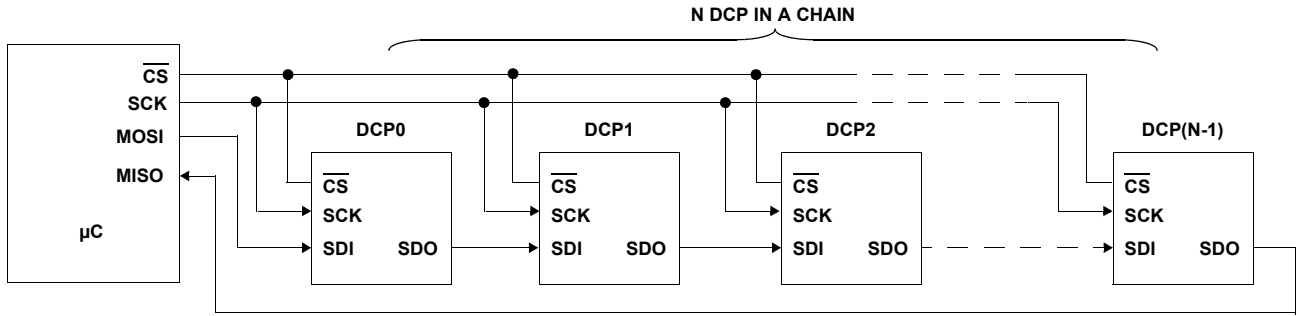 N DCP IN A CHAIN
CS
SCK
MOSI
MISO
µC
DCP0
CS
SCK
SDI SDO
DCP1
CS
SCK
SDI SDO
DCP2
CS
SCK
SDI SDO
DCP(N-1)
CS
SCK
SDI SDO